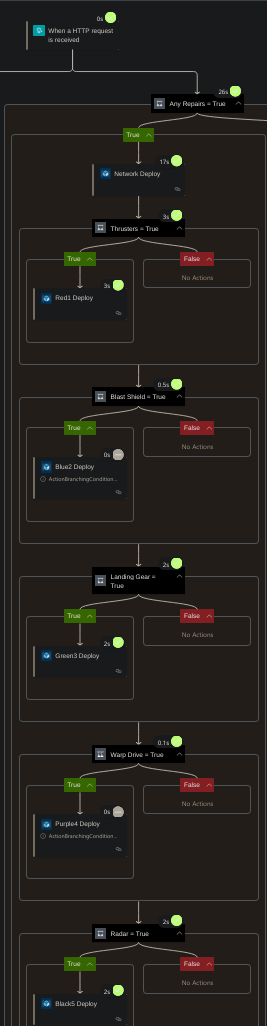 0s
When a HTTP request
is received
26s
Any Repairs = True
True
17s
Network Deploy
3s
Thrusters = True
True
False
No Actions
3s
Red1 Deploy
0.5s
Blast Shield = True
True
False
No Actions
0s
Blue2 Deploy
ActionBranchingCondition...
2s
Landing Gear =
True
True
False
No Actions
2s
Green3 Deploy
0.1s
Warp Drive = True
True
False
No Actions
0s
Purple4 Deploy
ActionBranchingCondition...
2s
Radar = True
True
False
No Actions
2s
Black5 Deploy